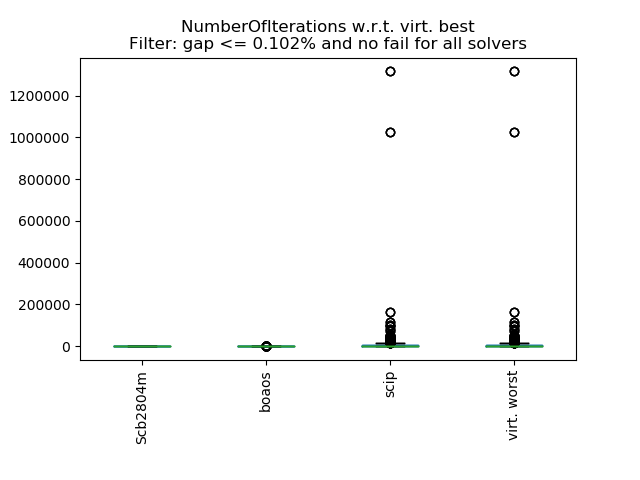 NumberOfIterations w.r.t. virt. best
Filter: gap <= 0.102% and no fail for all solvers
1200000
1000000
800000
600000
400000
200000
0
Scb2804m
boaos
scip
virt. worst